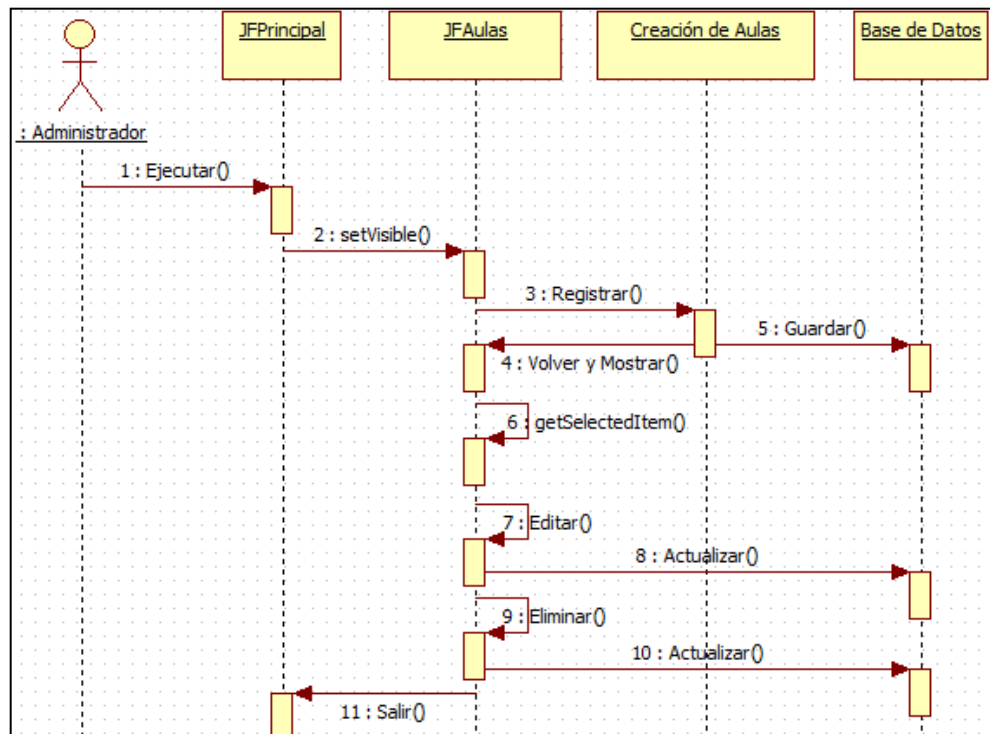 JFPrincipal
JFAulas
Creación de Aulas
Base de Datos
: Administrador
1 : Ejecutar()
2 : setVisible()
3 : Registrar()
5 : Guardar()
4 : Volver y Mostrar()
6 : getSelectedItem()
7 : Editar()
8 : Actualizar()
9 : Eliminar()
10 : Actualizar()
11 : Salir()